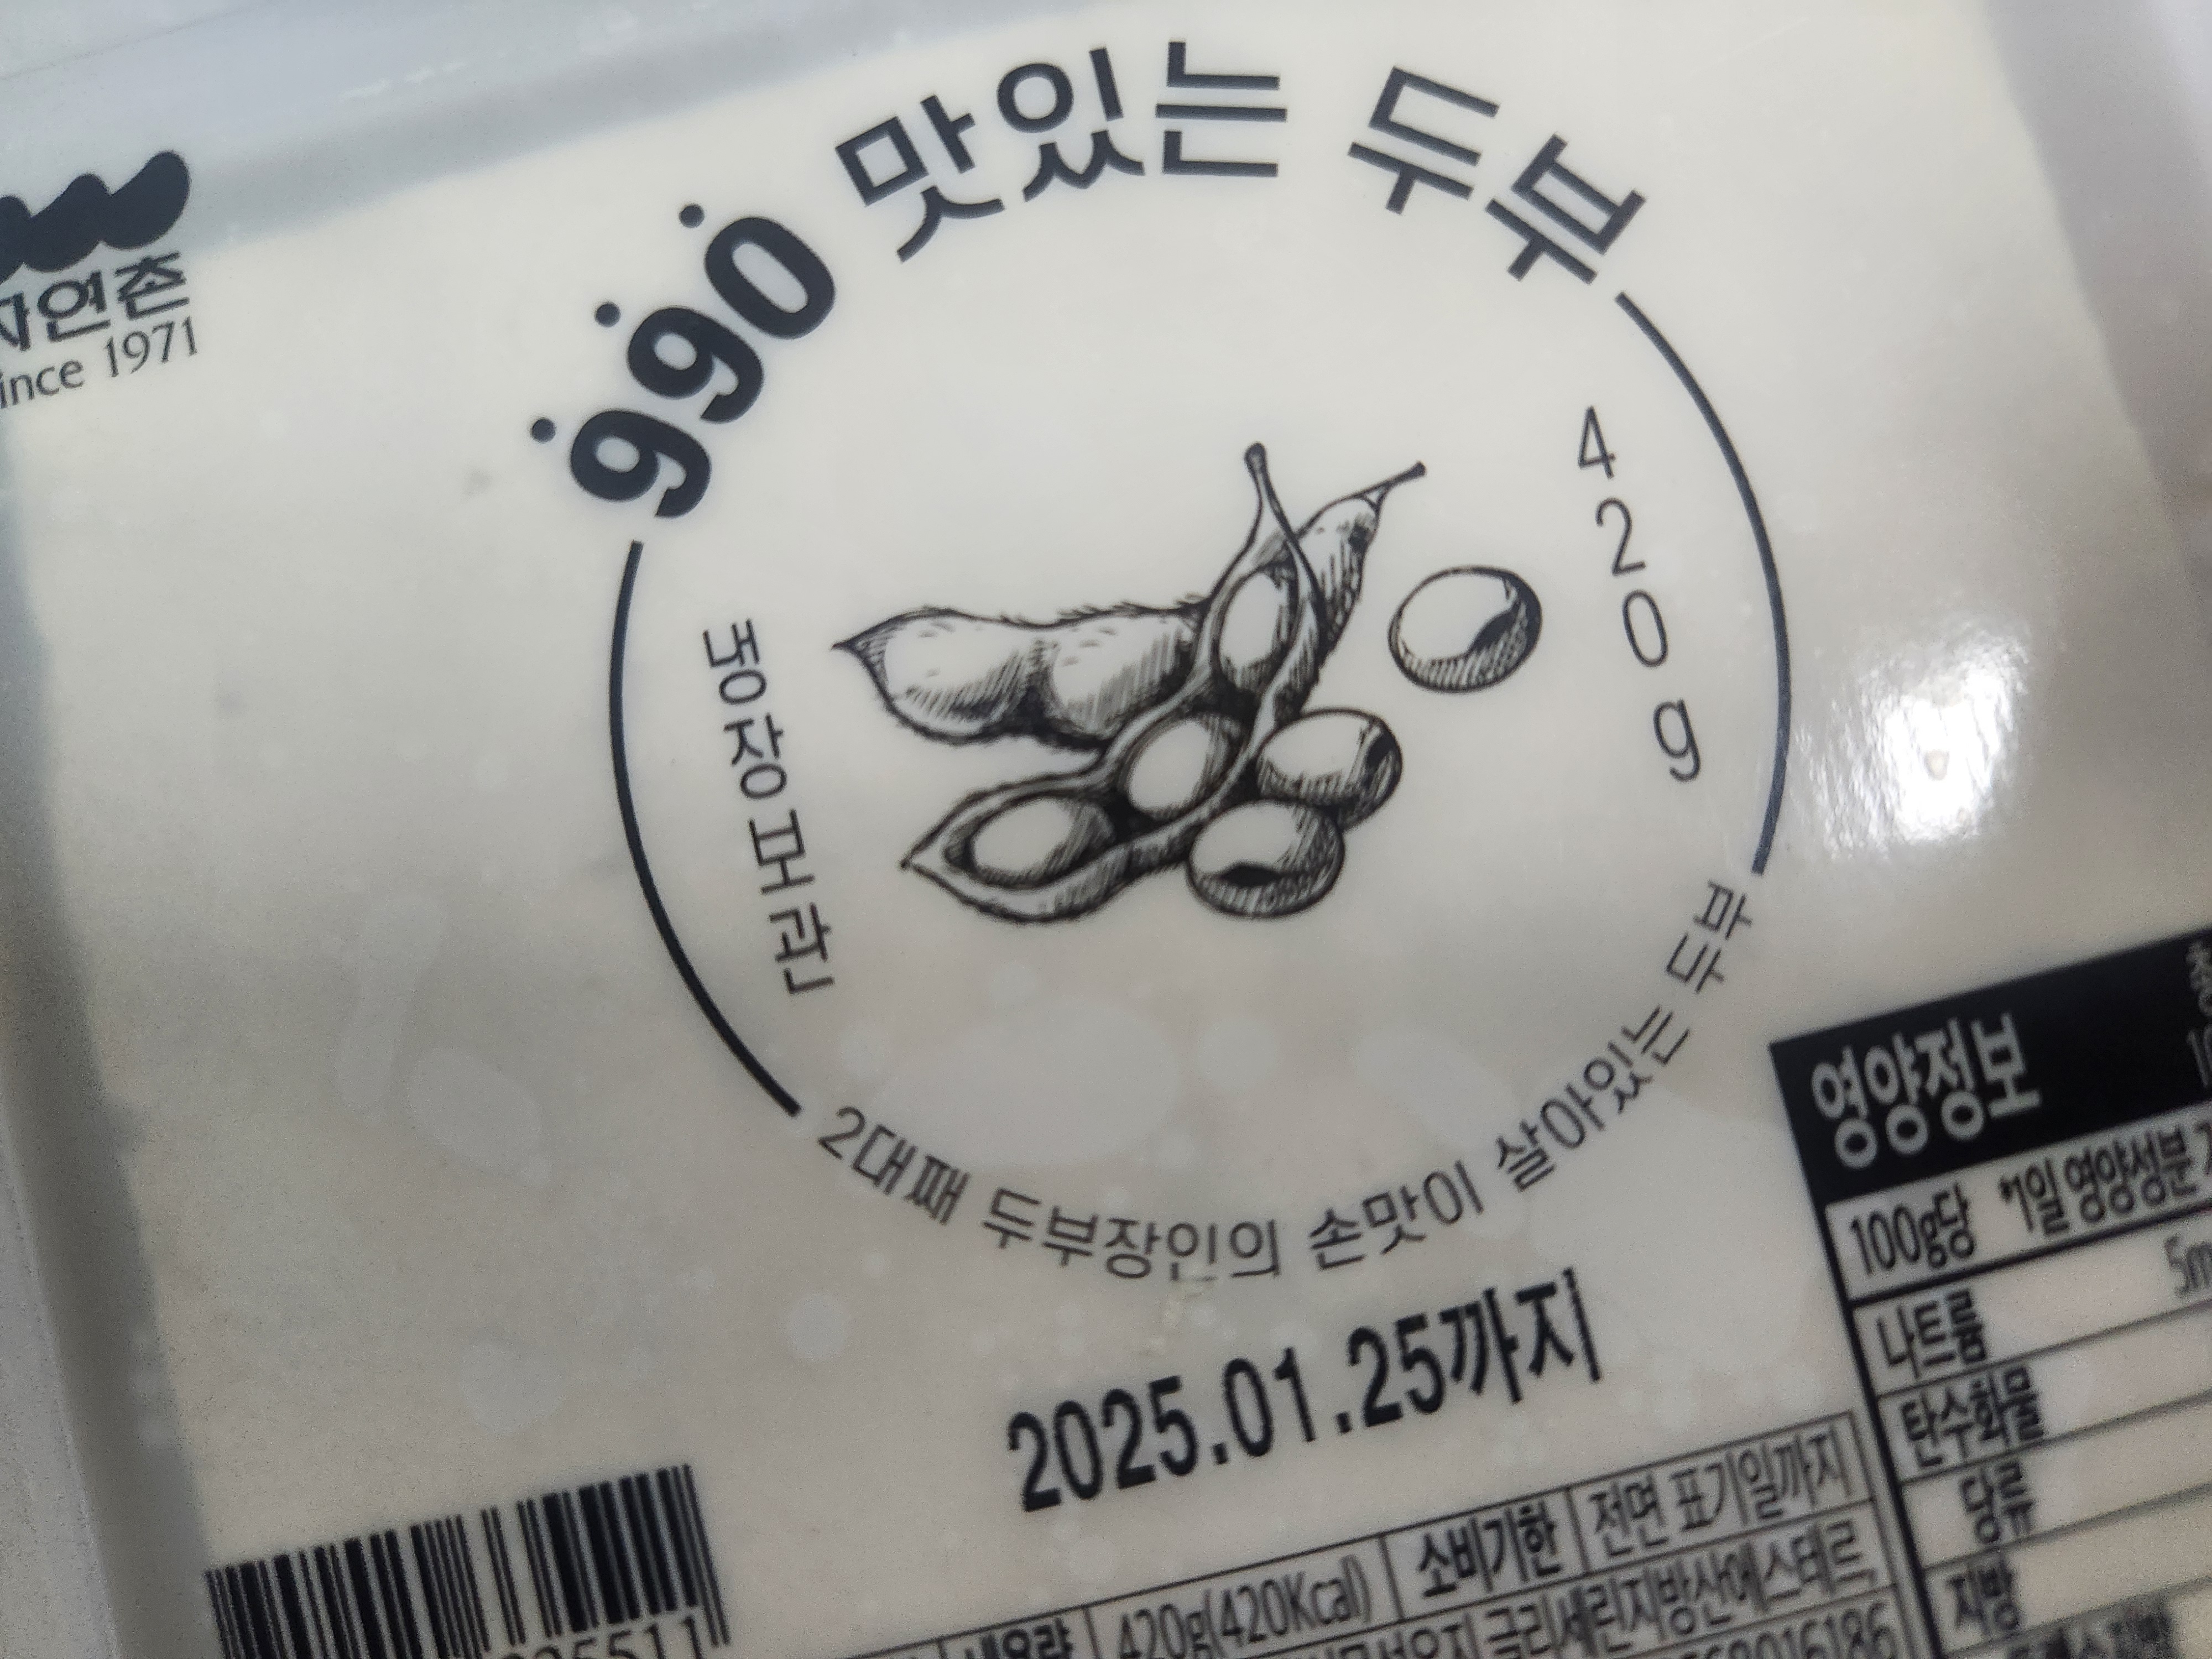 자연촌
since 1971
990 맛있는 두부
420g
냉장보관
2대째 두부장인의 손맛이 살아있는 두부
2025.01.25까지
영양정보
100g당 *1일 영양성분
나트륨 5m
탄수화물
당류
지방
내용량 420g(420Kcal) 소비기한 전면 표기일까지
글리세린지방산에스테르